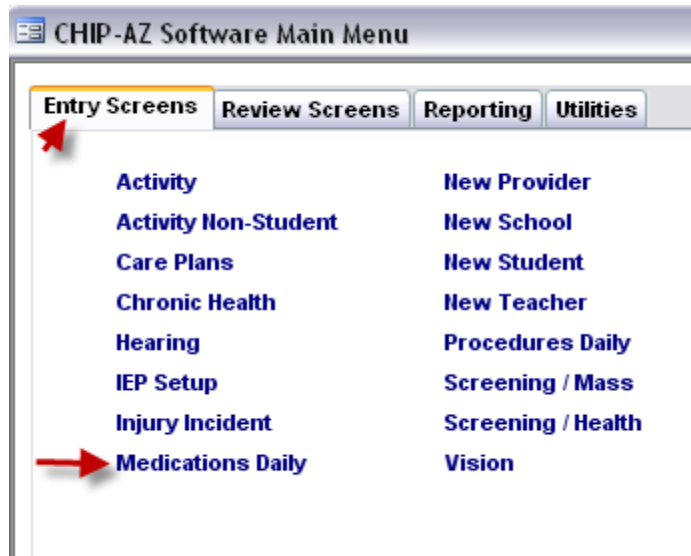 CHIP-AZ Software Main Menu
Entry Screens Review Screens Reporting Utilities
Activity
Activity Non-Student
Care Plans
Chronic Health
Hearing
IEP Setup
Injury Incident
Medications Daily
New Provider
New School
New Student
New Teacher
Procedures Daily
Screening / Mass
Screening / Health
Vision